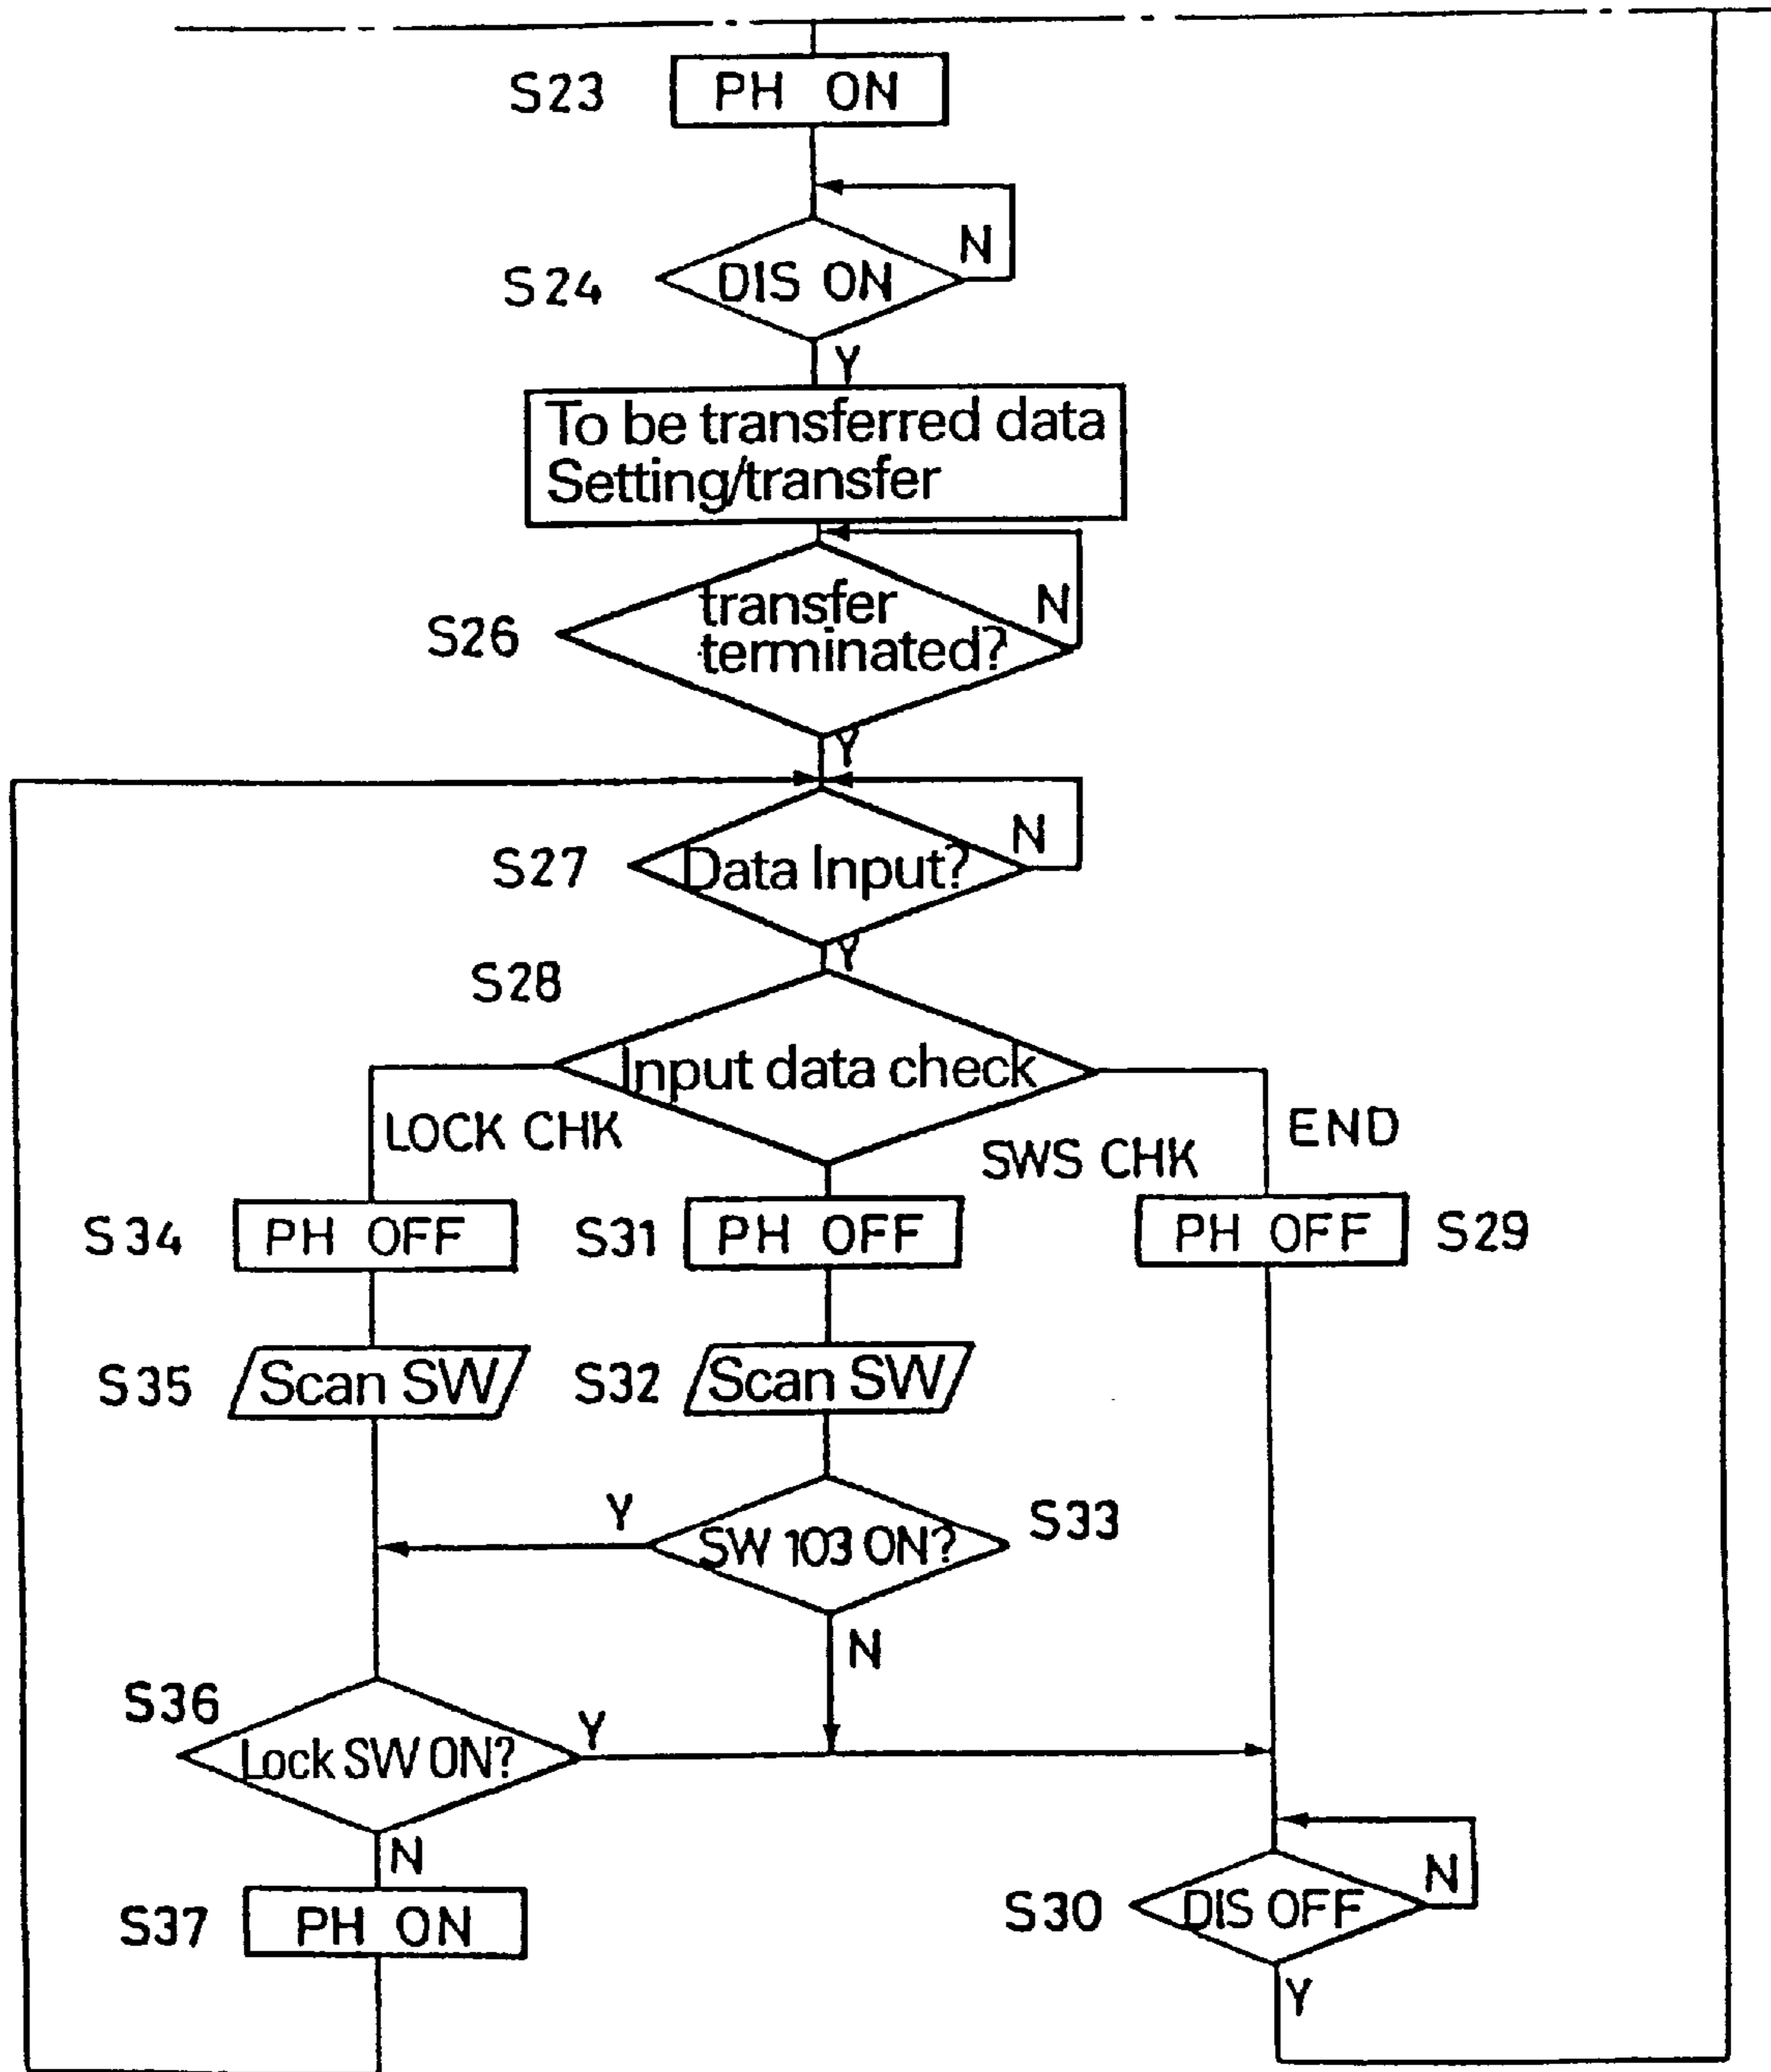 S23
PH ON
N
S24
DIS ON
Y
To be transferred data
Setting/transfer
N
S26
transfer
terminated?
Y
N
S27
Data Input?
Y
S28
Input data check
LOCK CHK
SWS CHK
END
S34
PH OFF
S31
PH OFF
PH OFF
S29
S35
Scan SW
S32
Scan SW
Y
SW 103 ON?
S33
N
S36
Lock SW ON?
Y
N
S37
PH ON
N
S30
DIS OFF
Y